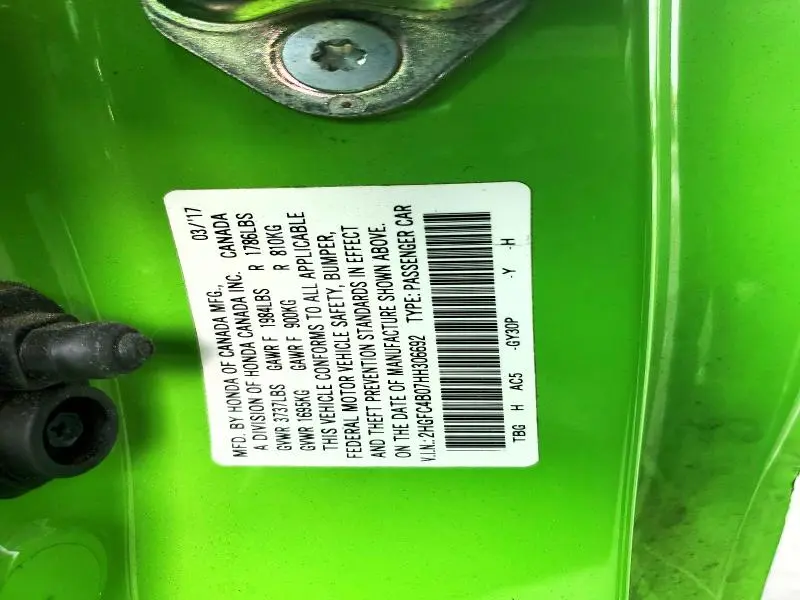 MFD. BY HONDA OF CANADA MFG., 03/'17
A DIVISION OF HONDA CANADA INC. CANADA
GVWR 3737LBS GAWR F 1984LBS R 1786LBS
GVWR 1695KG GAWR F 900KG R 810KG
THIS VEHICLE CONFORMS TO ALL APPLICABLE
FEDERAL MOTOR VEHICLE SAFETY, BUMPER,
AND THEFT PREVENTION STANDARDS IN EFFECT
ON THE DATE OF MANUFACTURE SHOWN ABOVE.
V.I.N.: 2HGFC4B07HH306692 TYPE: PASSENGER CAR
TBG H AC5 -GY30P -Y -H